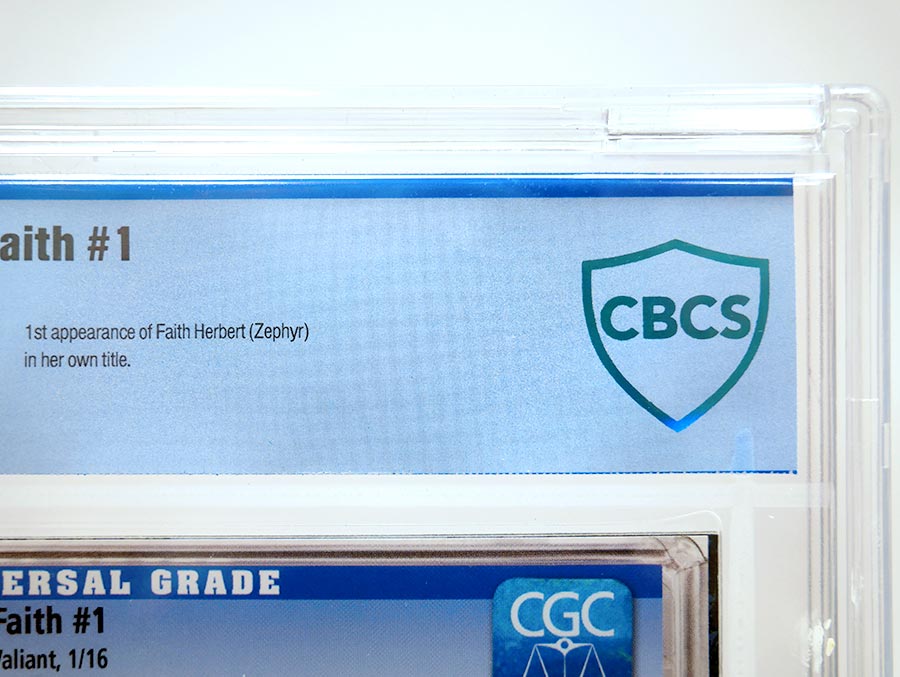 aith #1
1st appearance of Faith Herbert (Zephyr)
in her own title.
CBCS
ERSAL GRADE
Faith #1
Valiant, 1/16
CGC